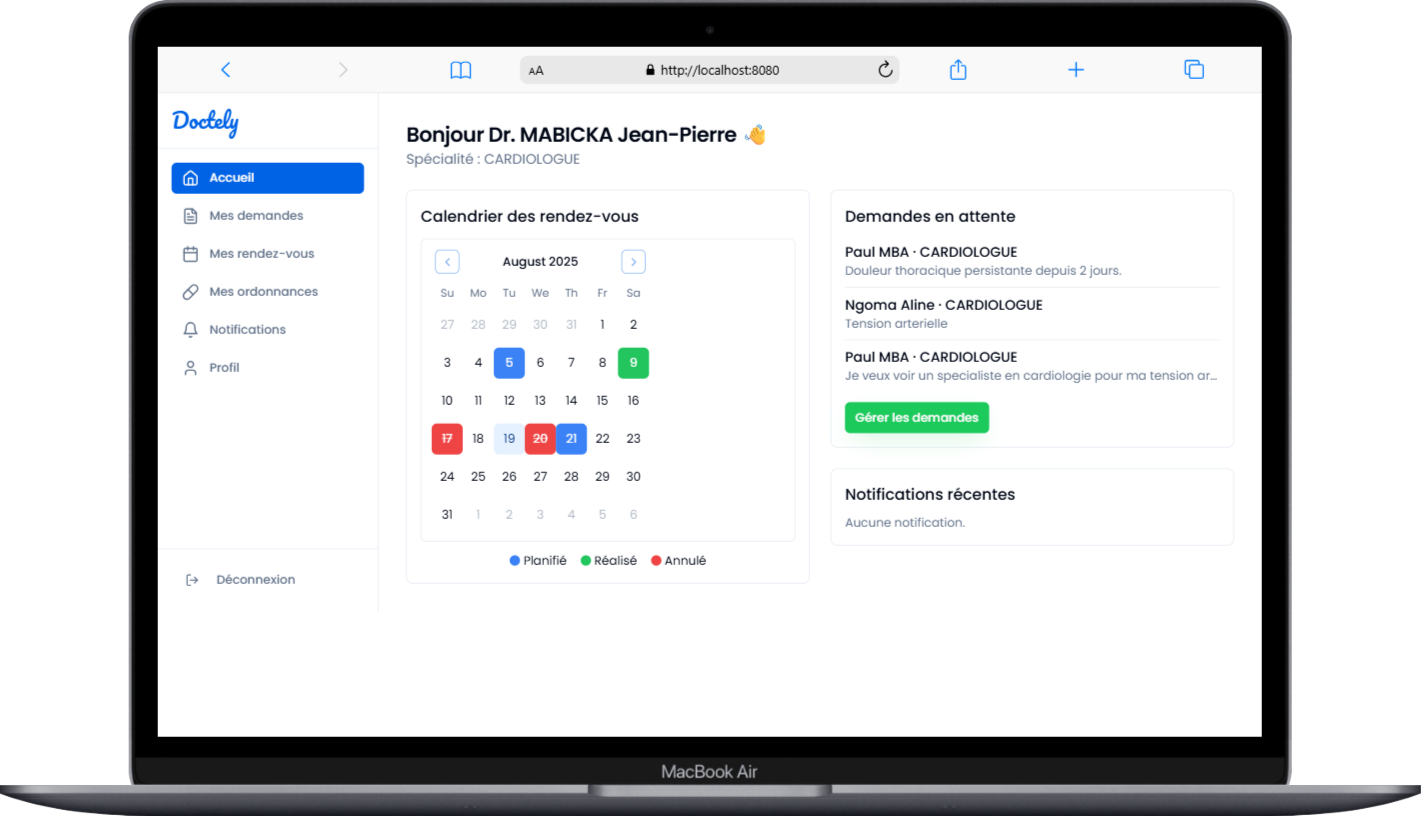 AA
http://localhost:8080
Doctely
Accueil
Mes demandes
Mes rendez-vous
Mes ordonnances
Notifications
Profil
Déconnexion
Bonjour Dr. MABICKA Jean-Pierre 👋
Spécialité : CARDIOLOGUE
Calendrier des rendez-vous
August 2025
Su Mo Tu We Th Fr Sa
27 28 29 30 31 1 2
3 4 5 6 7 8 9
10 11 12 13 14 15 16
17 18 19 20 21 22 23
24 25 26 27 28 29 30
31 1 2 3 4 5 6
Planifié Réalisé Annulé
Demandes en attente
Paul MBA · CARDIOLOGUE
Douleur thoracique persistante depuis 2 jours.
Ngoma Aline · CARDIOLOGUE
Tension arterielle
Paul MBA · CARDIOLOGUE
Je veux voir un specialiste en cardiologie pour ma tension ar...
Gérer les demandes
Notifications récentes
Aucune notification.
MacBook Air